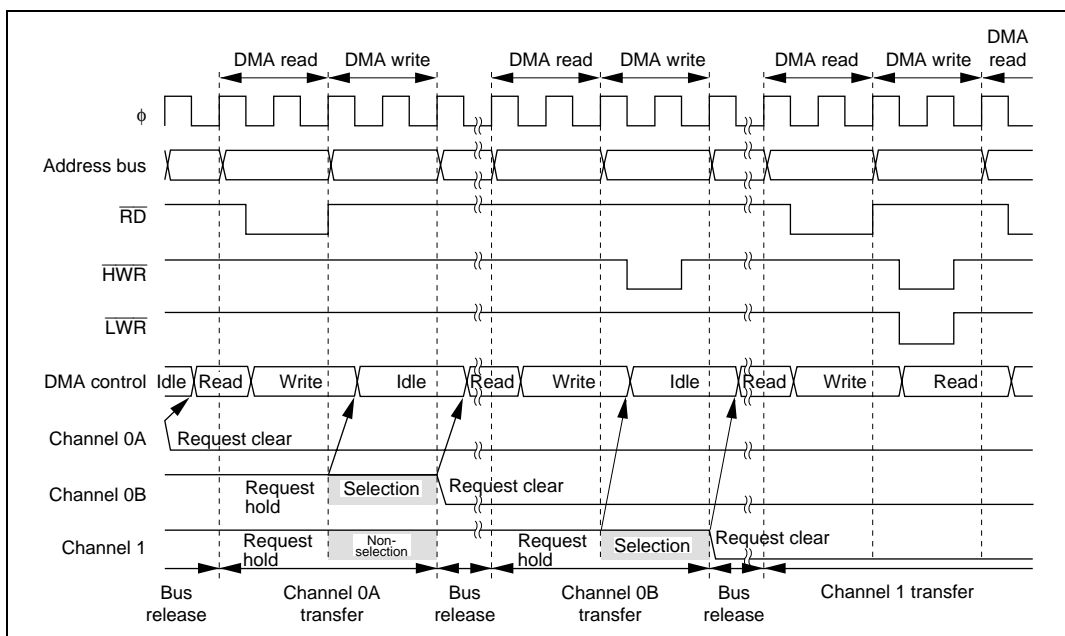 DMA
DMA read DMA write DMA read DMA write DMA read DMA write read
ϕ
Address bus
RD
HWR
LWR
DMA control Idle Read Write Idle Read Write Idle Read Write Read
Channel 0A Request clear
Channel 0B Request hold Selection Request clear
Channel 1 Request hold Non-selection Request hold Selection Request clear
Bus release Channel 0A transfer Bus release Channel 0B transfer Bus release Channel 1 transfer